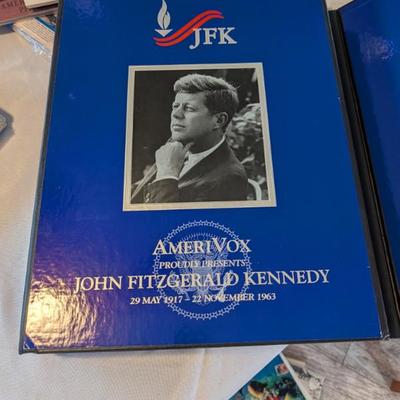 JFK
AMERIVOX
PROUDLY PRESENTS
JOHN FITZGERALD KENNEDY
29 MAY 1917 – 22 NOVEMBER 1963